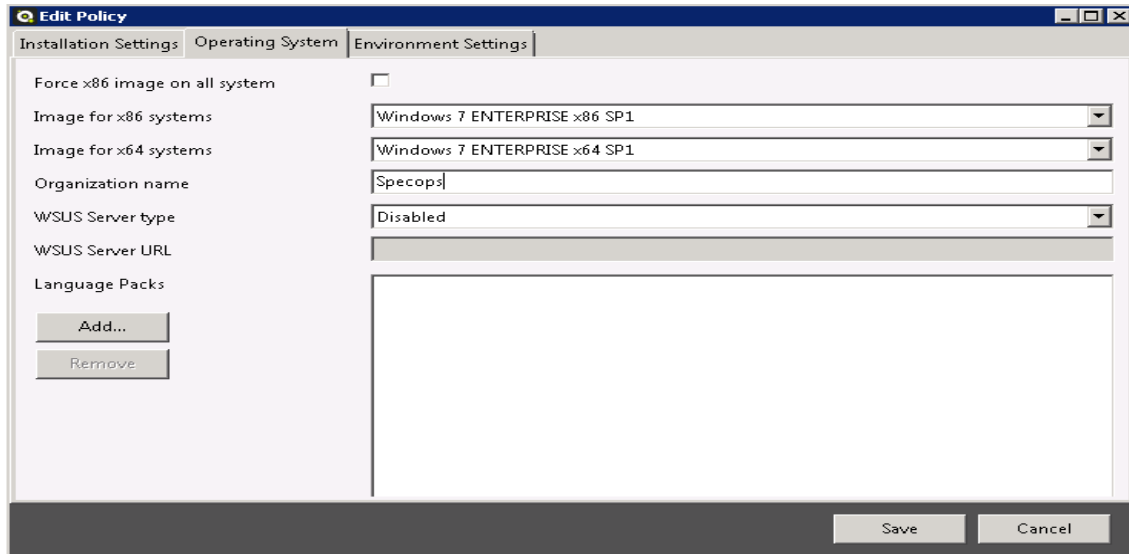 Edit Policy
Installation Settings Operating System Environment Settings
Force x86 image on all system
Image for x86 systems Windows 7 ENTERPRISE x86 SP1
Image for x64 systems Windows 7 ENTERPRISE x64 SP1
Organization name Specops
WSUS Server type Disabled
WSUS Server URL
Language Packs
Add...
Remove
Save Cancel